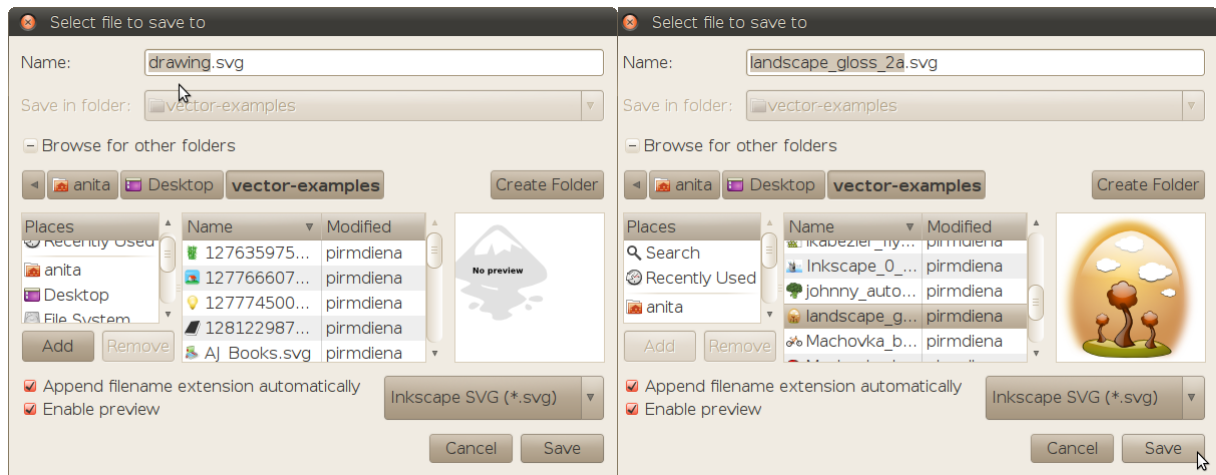 Select file to save to
Name: drawing.svg
Save in folder: vector-examples
Browse for other folders
anita Desktop vector-examples Create Folder
Places Name Modified
Recently Used 127635975... pirmdiena
anita 127766607... pirmdiena
Desktop 127774500... pirmdiena
File System 128122987... pirmdiena
Add Remove AJ_Books.svg pirmdiena
No preview
Append filename extension automatically
Enable preview
Inkscape SVG (*.svg)
Cancel Save
Select file to save to
Name: landscape_gloss_2a.svg
Save in folder: vector-examples
Browse for other folders
anita Desktop vector-examples Create Folder
Places Name Modified
pirmdiena
Search Inkscape_0_... pirmdiena
Recently Used johnny_auto... pirmdiena
anita landscape_g... pirmdiena
Add Remove Machovka_b... pirmdiena
Append filename extension automatically
Enable preview
Inkscape SVG (*.svg)
Cancel Save